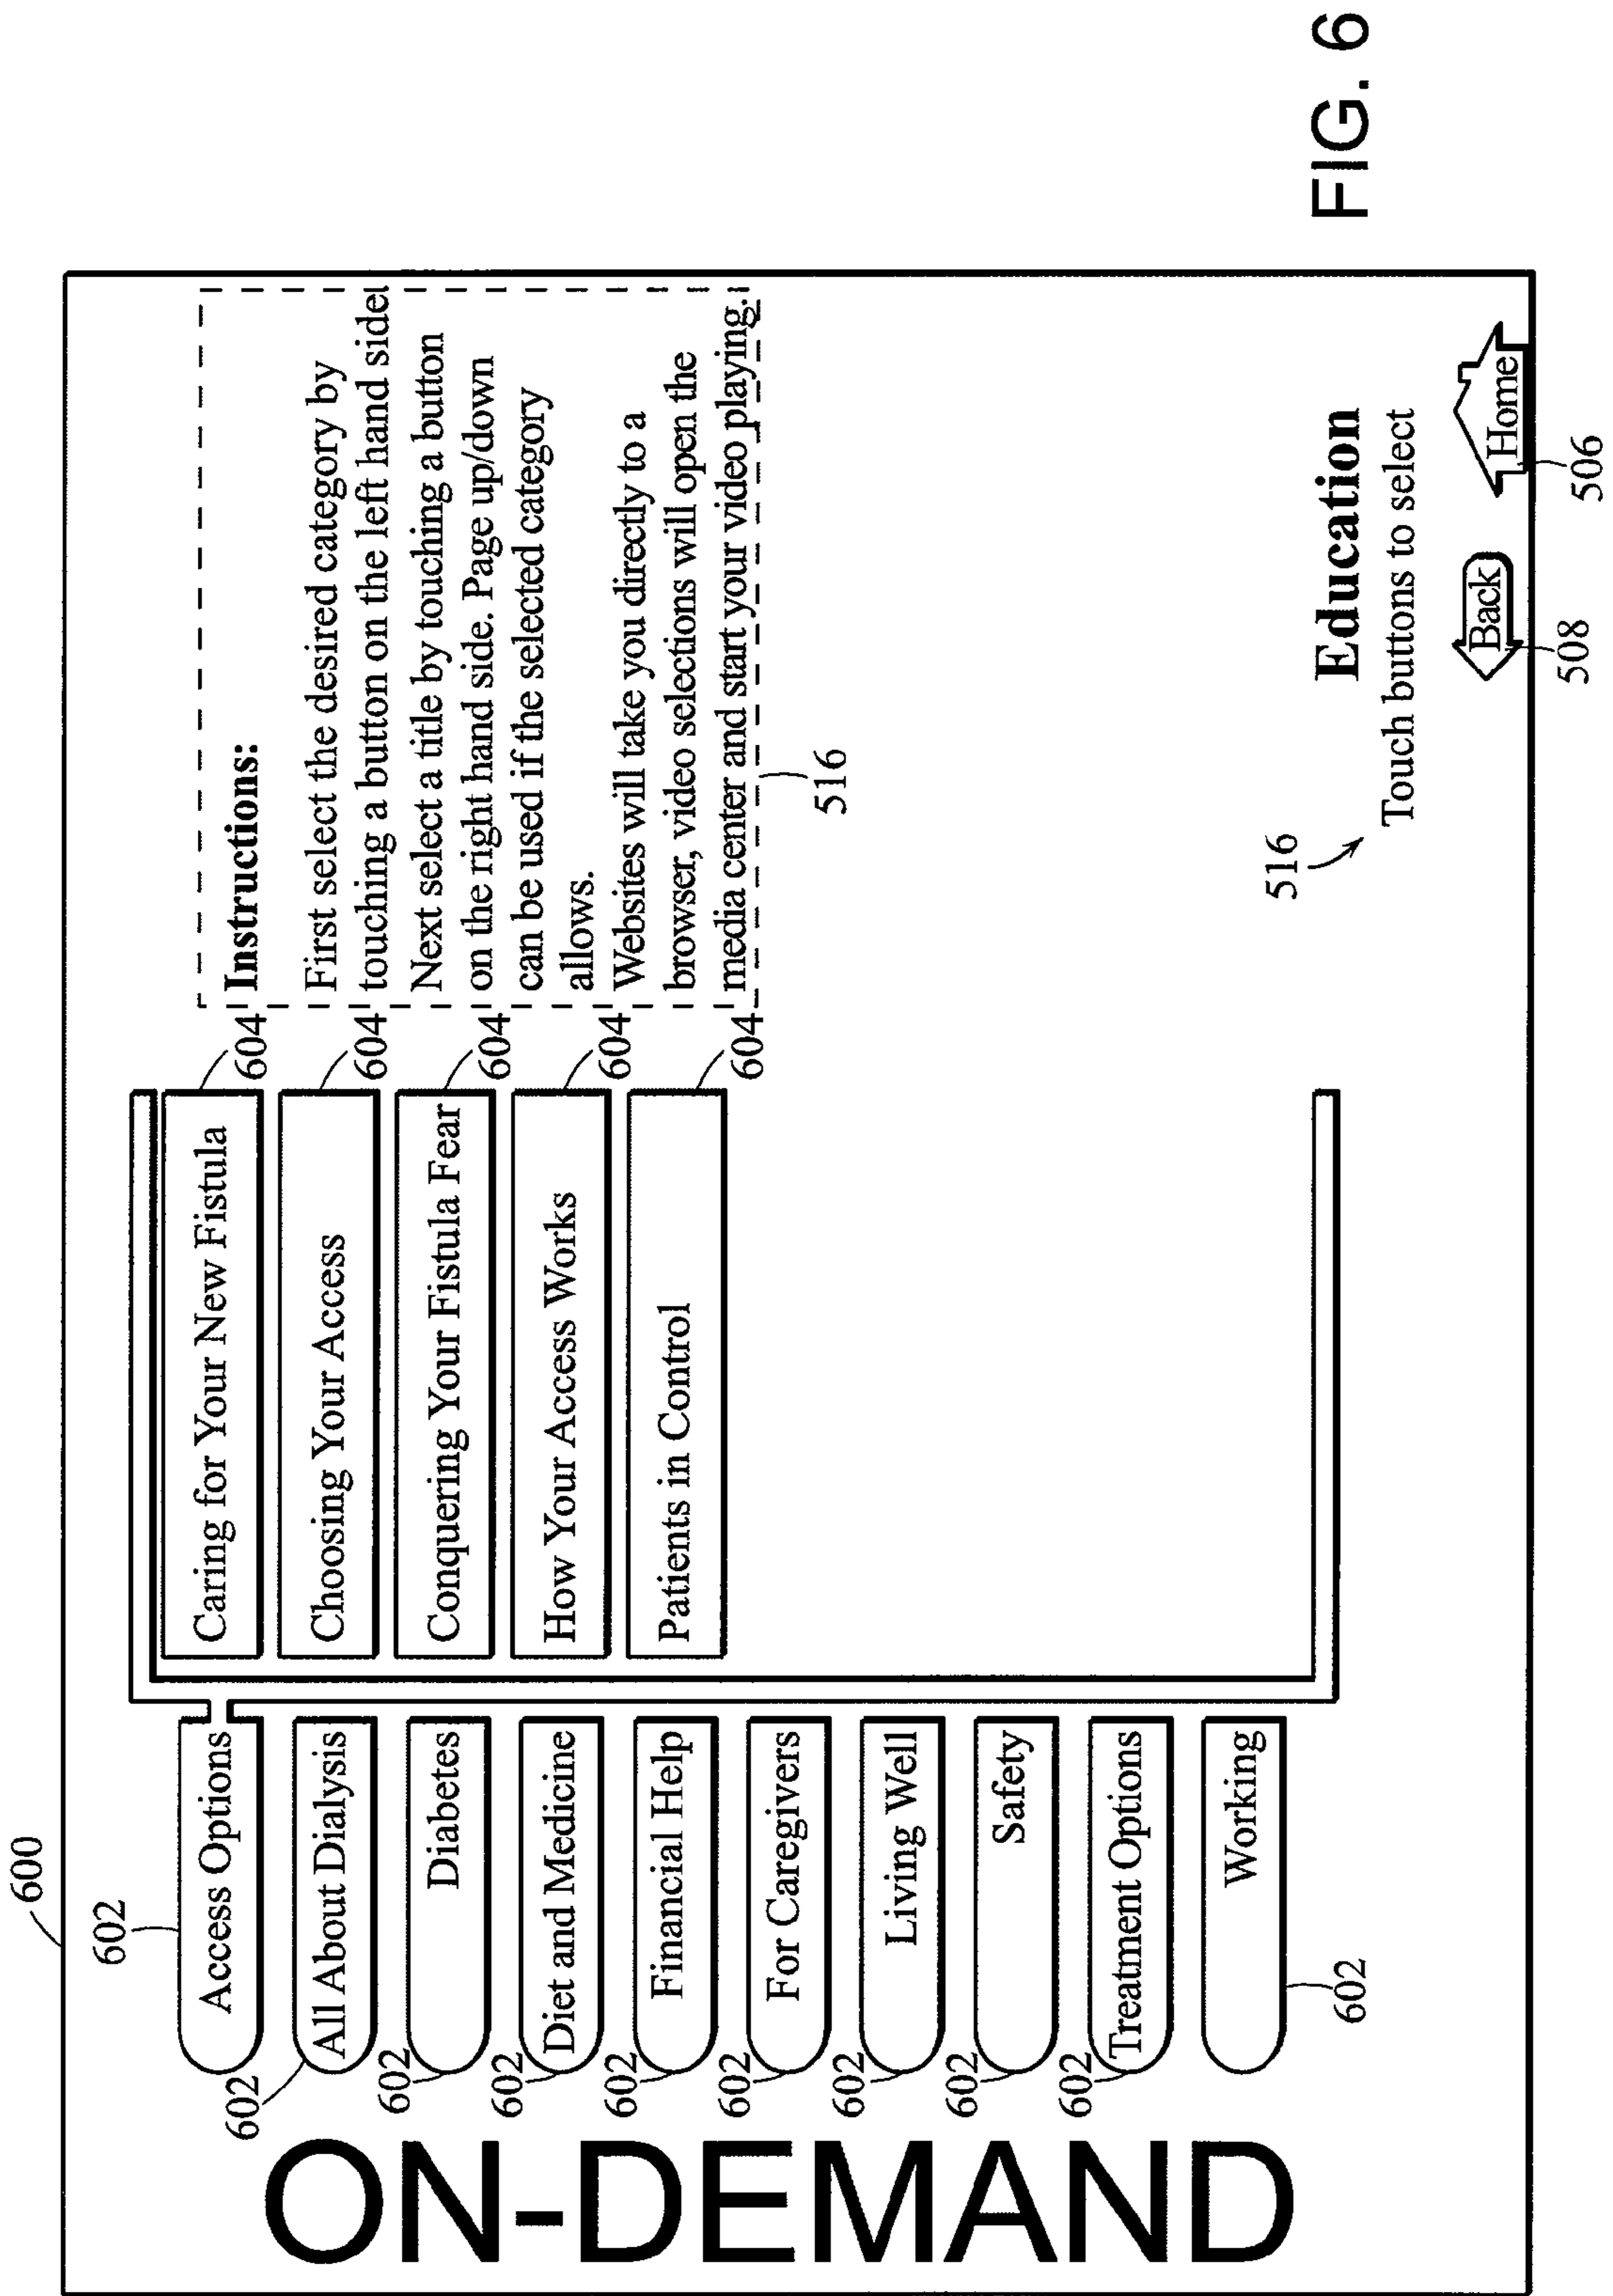 600
ON-DEMAND
602
Access Options
602
All About Dialysis
602
Diabetes
602
Diet and Medicine
602
Financial Help
602
For Caregivers
602
Living Well
602
Safety
602
Treatment Options
Working
602
Caring for Your New Fistula
604
Choosing Your Access
604
Conquering Your Fistula Fear
604
How Your Access Works
604
Patients in Control
604
Instructions:
First select the desired category by
touching a button on the left hand side
Next select a title by touching a button
on the right hand side. Page up/down
can be used if the selected category
allows.
Websites will take you directly to a
browser, video selections will open the
media center and start your video playing.
516
516
Education
Touch buttons to select
Back
508
Home
506
FIG. 6